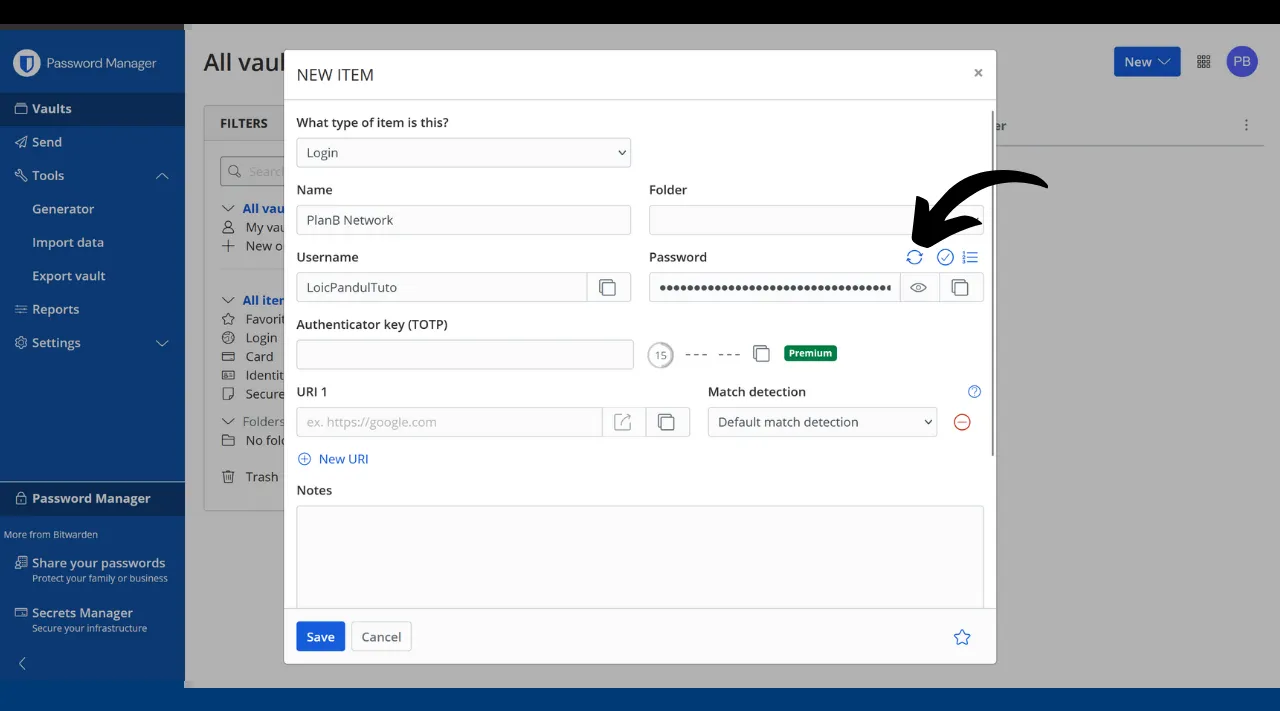 Password Manager
Vaults
Send
Tools
Generator
Import data
Export vault
Reports
Settings
Password Manager
More from Bitwarden
Share your passwords
Protect your family or business
Secrets Manager
Secure your infrastructure
All vaul
New
PB
FILTERS
Search
All vau
My vau
New o
All iter
Favorit
Login
Card
Identit
Secure
Folders
No fol
Trash
er
NEW ITEM
×
What type of item is this?
Login
Name
Folder
PlanB Network
Username
Password
LoicPandulTuto
Authenticator key (TOTP)
15 --- --- Premium
URI 1
Match detection
ex. https://google.com
Default match detection
New URI
Notes
Save
Cancel